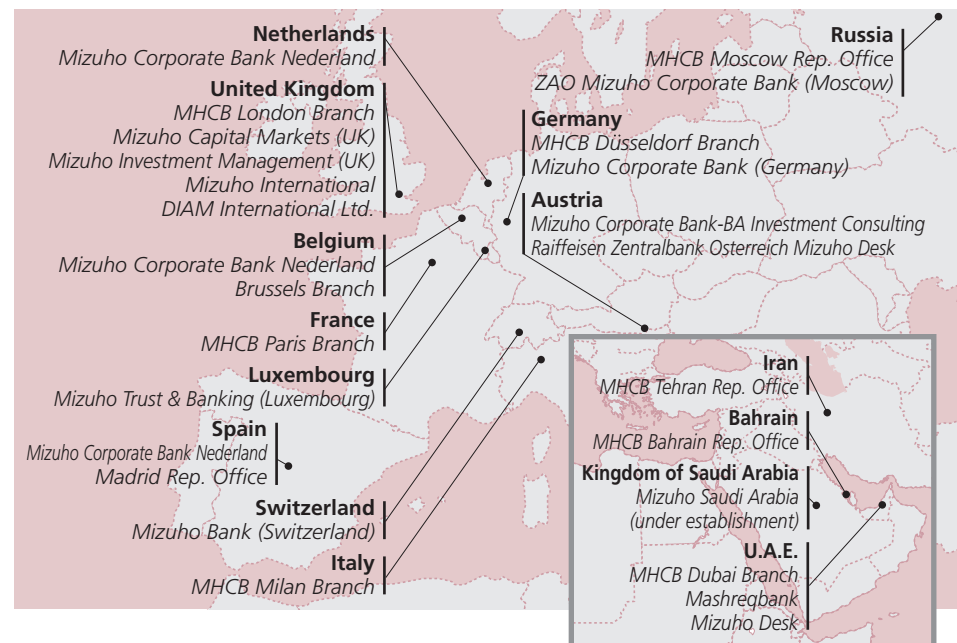 Netherlands
Mizuho Corporate Bank Nederland
United Kingdom
MHCB London Branch
Mizuho Capital Markets (UK)
Mizuho Investment Management (UK)
Mizuho International
DIAM International Ltd.
Belgium
Mizuho Corporate Bank Nederland
Brussels Branch
France
MHCB Paris Branch
Luxembourg
Mizuho Trust & Banking (Luxembourg)
Spain
Mizuho Corporate Bank Nederland
Madrid Rep. Office
Switzerland
Mizuho Bank (Switzerland)
Italy
MHCB Milan Branch
Russia
MHCB Moscow Rep. Office
ZAO Mizuho Corporate Bank (Moscow)
Germany
MHCB Düsseldorf Branch
Mizuho Corporate Bank (Germany)
Austria
Mizuho Corporate Bank-BA Investment Consulting
Raiffeisen Zentralbank Osterreich Mizuho Desk
Iran
MHCB Tehran Rep. Office
Bahrain
MHCB Bahrain Rep. Office
Kingdom of Saudi Arabia
Mizuho Saudi Arabia
(under establishment)
U.A.E.
MHCB Dubai Branch
Mashreqbank
Mizuho Desk